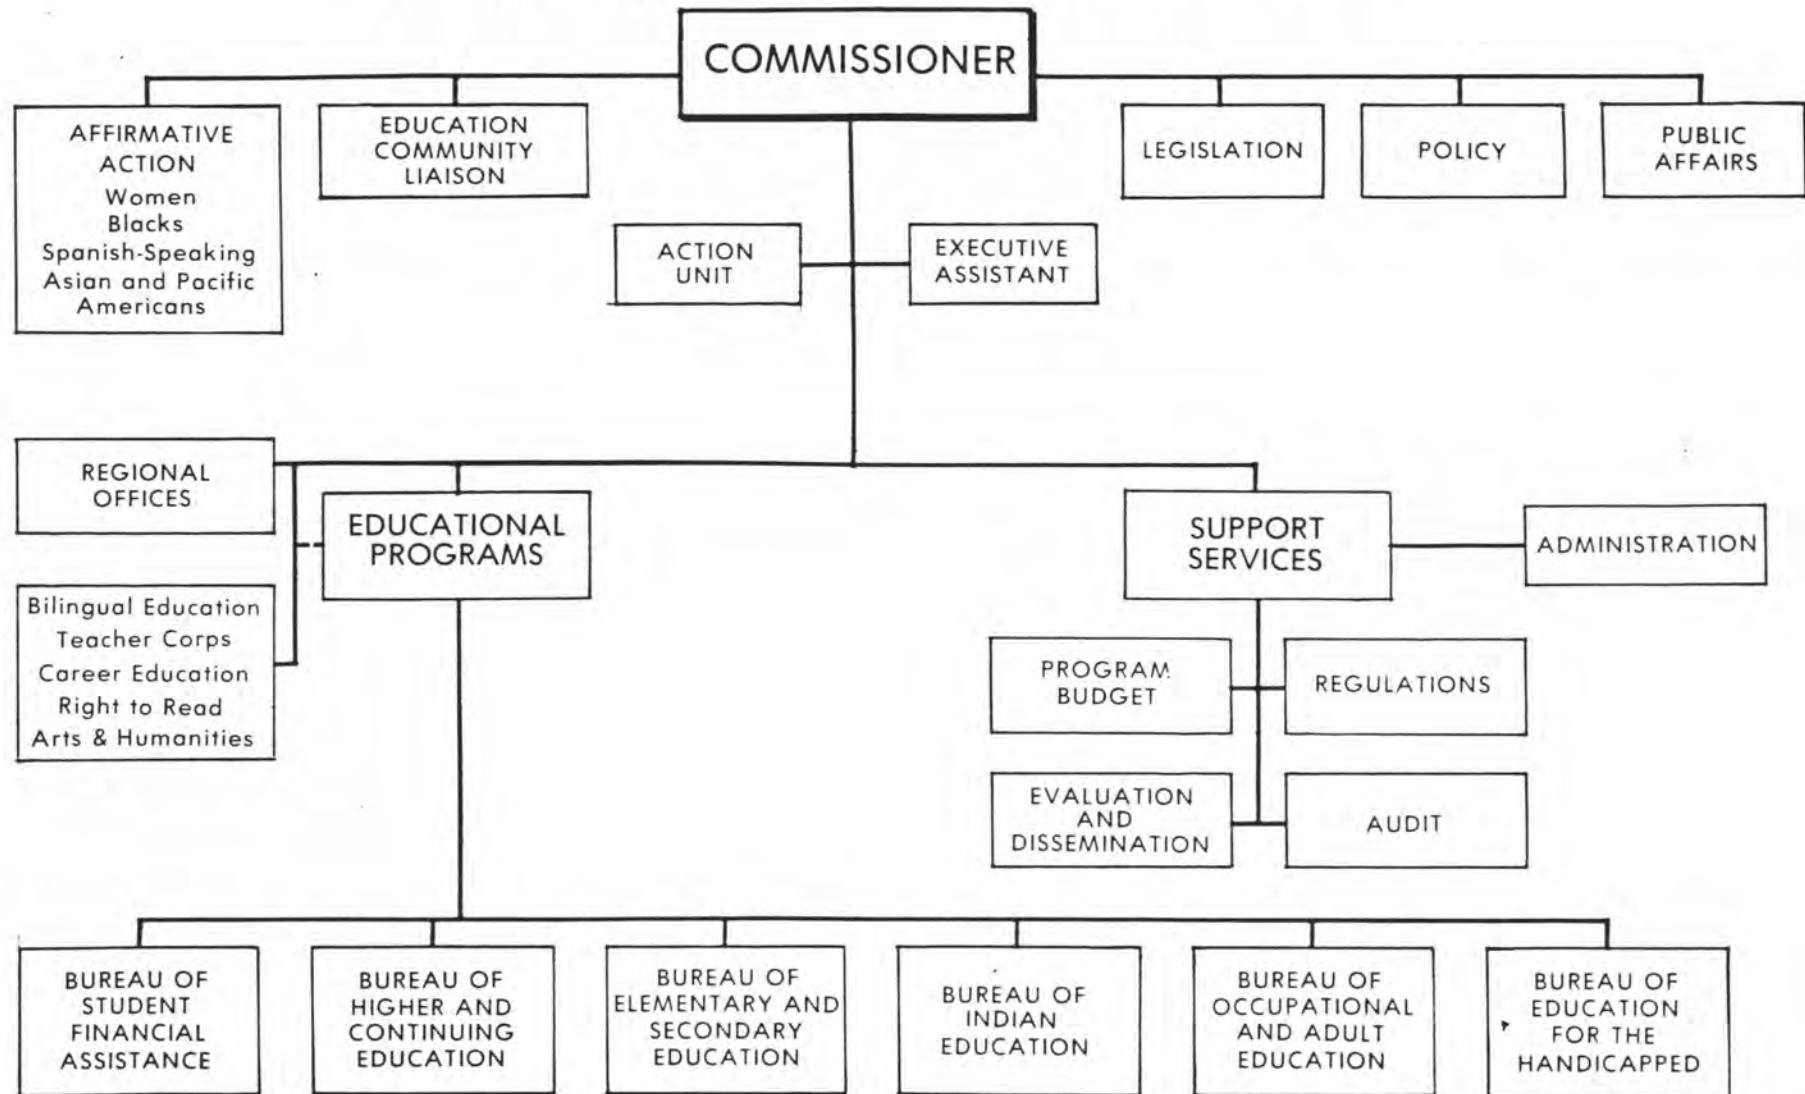 COMMISSIONER
AFFIRMATIVE
ACTION
Women
Blacks
Spanish-Speaking
Asian and Pacific
Americans
EDUCATION
COMMUNITY
LIAISON
LEGISLATION
POLICY
PUBLIC
AFFAIRS
ACTION
UNIT
EXECUTIVE
ASSISTANT
REGIONAL
OFFICES
EDUCATIONAL
PROGRAMS
SUPPORT
SERVICES
ADMINISTRATION
Bilingual Education
Teacher Corps
Career Education
Right to Read
Arts & Humanities
PROGRAM
BUDGET
REGULATIONS
EVALUATION
AND
DISSEMINATION
AUDIT
BUREAU OF
STUDENT
FINANCIAL
ASSISTANCE
BUREAU OF
HIGHER AND
CONTINUING
EDUCATION
BUREAU OF
ELEMENTARY AND
SECONDARY
EDUCATION
BUREAU OF
INDIAN
EDUCATION
BUREAU OF
OCCUPATIONAL
AND ADULT
EDUCATION
BUREAU OF
EDUCATION
FOR THE
HANDICAPPED